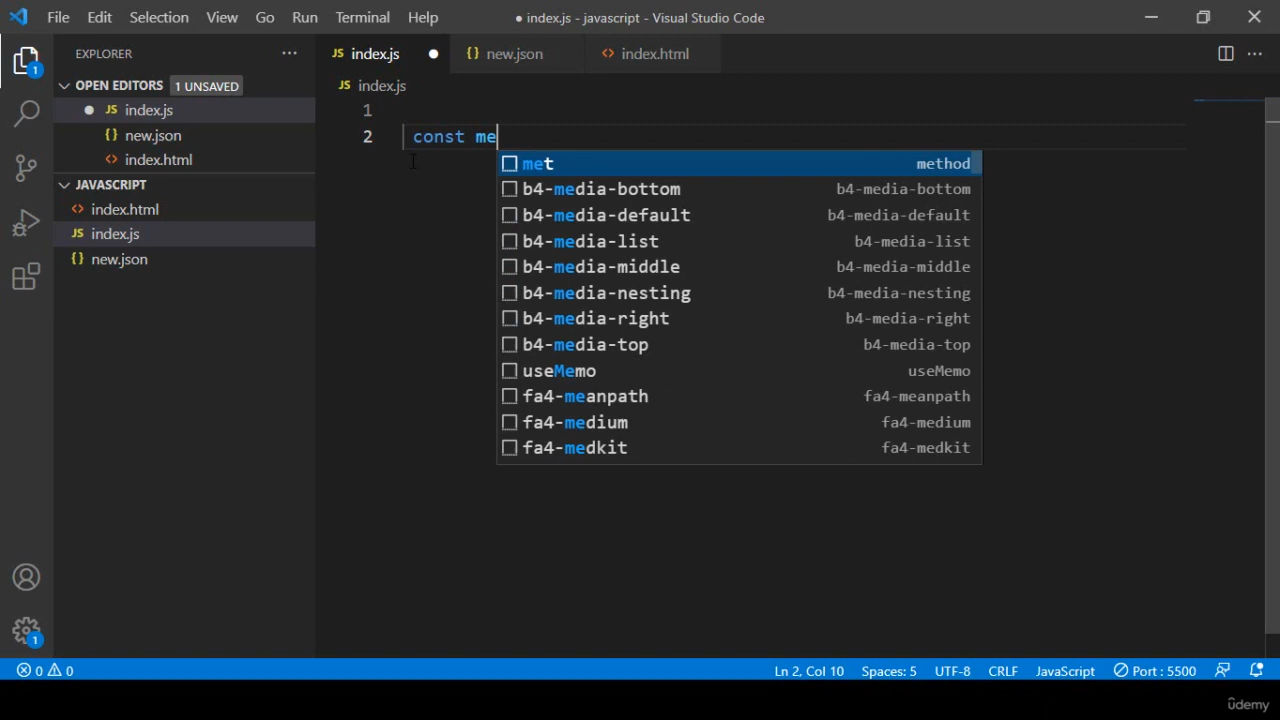 File Edit Selection View Go Run Terminal Help ● index.js - javascript - Visual Studio Code
EXPLORER
JS index.js ● {} new.json <> index.html
OPEN EDITORS 1 UNSAVED
JS index.js
● JS index.js
{} new.json
<> index.html
JAVASCRIPT
<> index.html
JS index.js
{} new.json
1
2 const me
met method
b4-media-bottom b4-media-bottom
b4-media-default b4-media-default
b4-media-list b4-media-list
b4-media-middle b4-media-middle
b4-media-nesting b4-media-nesting
b4-media-right b4-media-right
b4-media-top b4-media-top
useMemo useMemo
fa4-meanpath fa4-meanpath
fa4-medium fa4-medium
fa4-medkit fa4-medkit
1
1
0 0 Ln 2, Col 10 Spaces: 5 UTF-8 CRLF JavaScript Port : 5500
ûdemy